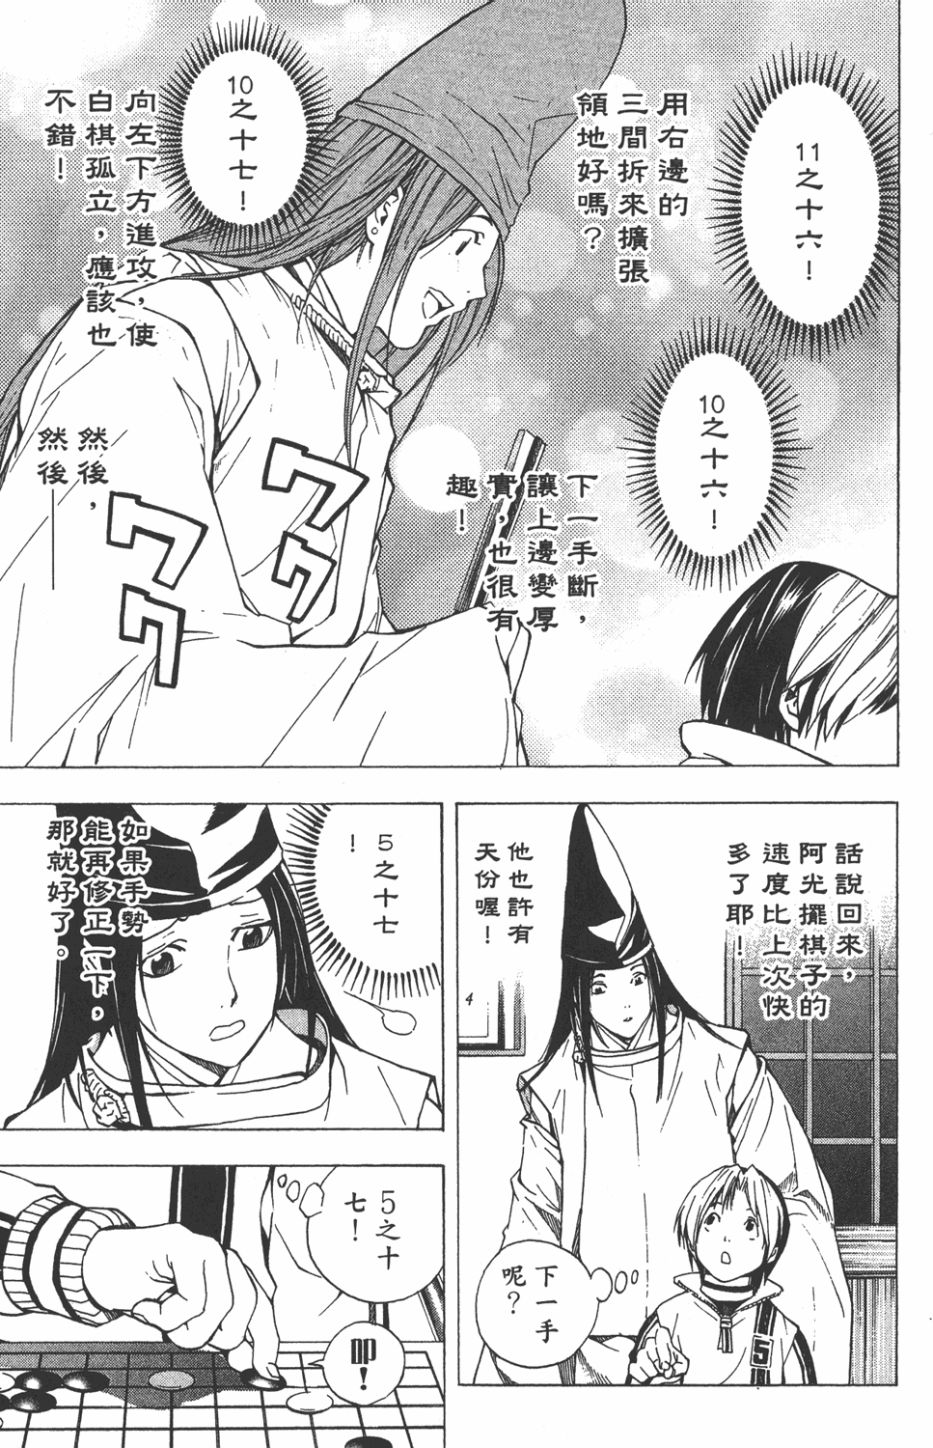 11之十六！
用右邊的
三間拆來擴張
領地好嗎？
10之十六！
下一手斷，
讓上邊變厚
實，也很有
趣！
10之十七！
向左下方進攻，使
白棋孤立，應該也
不錯！
然後，
然後——
ワク
ワク
話說回來，
阿光擺棋子的
速度比上次快
多了耶！
他也許有
天份喔！
4
下一手
呢？
5
5之十七
！
如果手勢
能再修正一下，
那就好了。
5之十
七！
叩！